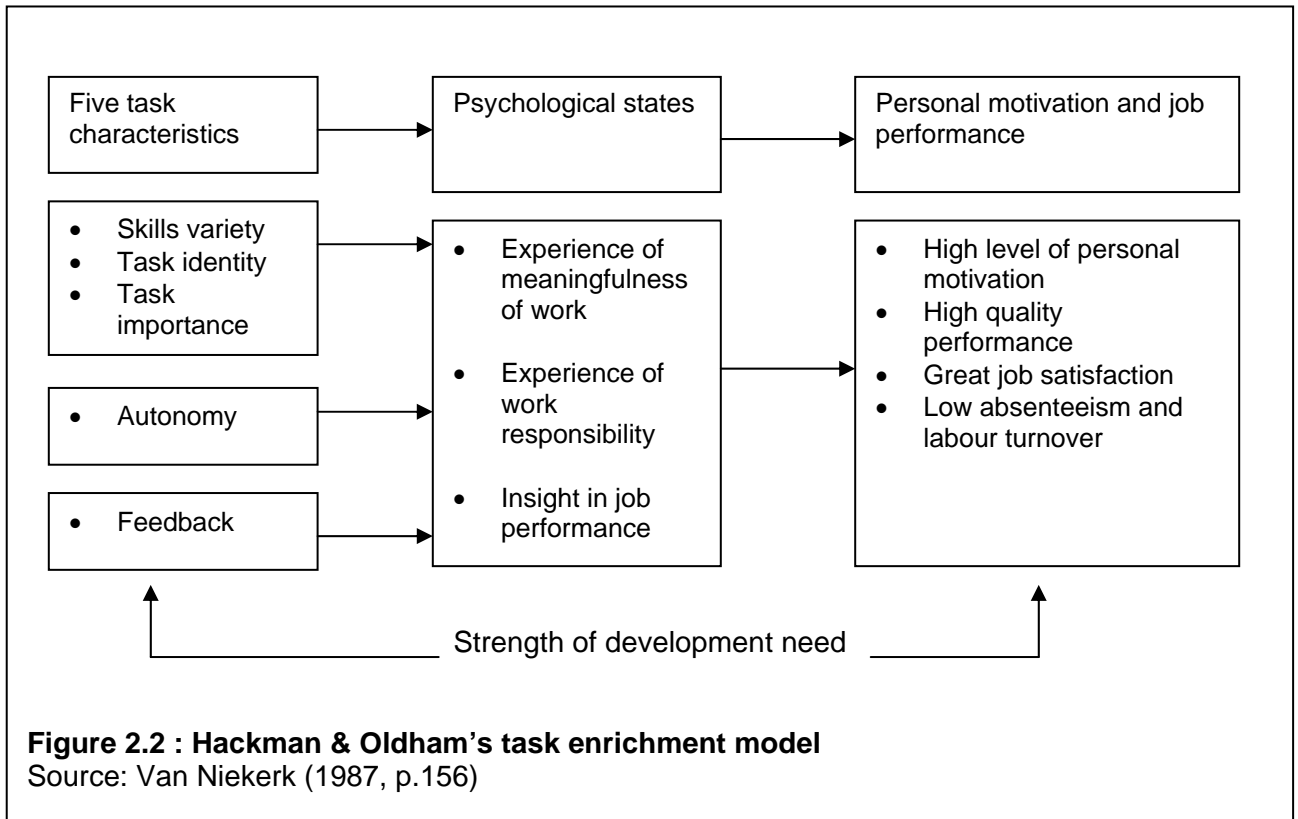 Five task
characteristics
Psychological states
Personal motivation and job
performance
• Skills variety
• Task identity
• Task
importance
• Autonomy
• Feedback
• Experience of
meaningfulness
of work
• Experience of
work
responsibility
• Insight in job
performance
• High level of personal
motivation
• High quality
performance
• Great job satisfaction
• Low absenteeism and
labour turnover
Strength of development need
Figure 2.2 : Hackman & Oldham’s task enrichment model
Source: Van Niekerk (1987, p.156)